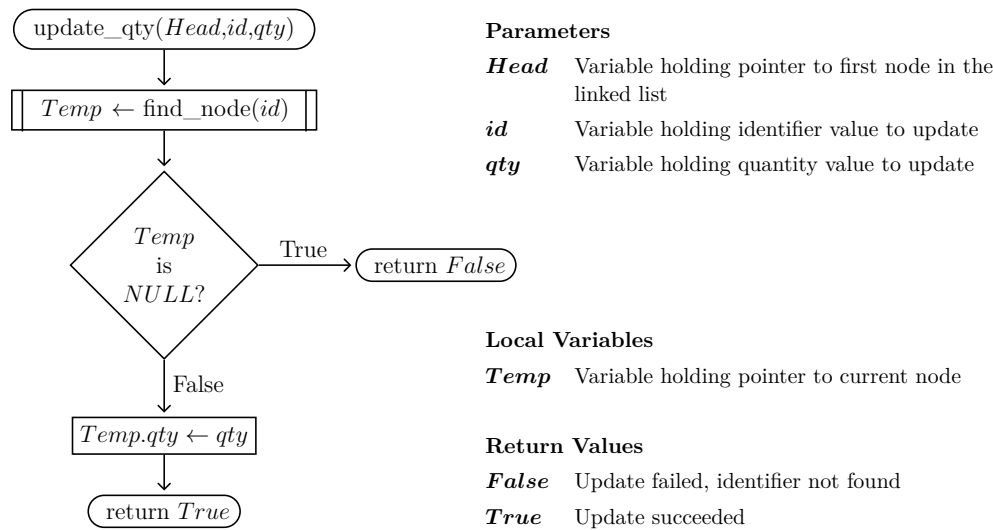 update_qty(Head,id,qty)
Temp ← find_node(id)
Temp
is
NULL?
True
return False
False
Temp.qty ← qty
return True
Parameters
Head Variable holding pointer to first node in the
linked list
id Variable holding identifier value to update
qty Variable holding quantity value to update
Local Variables
Temp Variable holding pointer to current node
Return Values
False Update failed, identifier not found
True Update succeeded